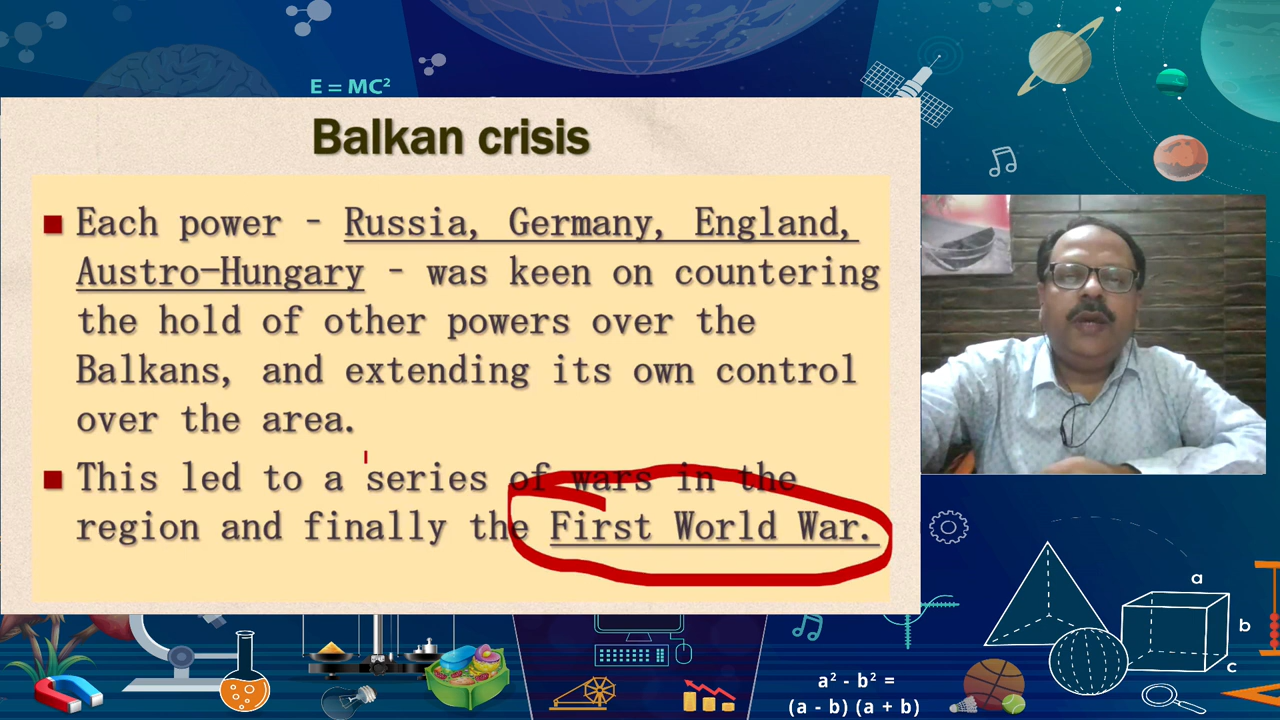 E = MC²
Balkan crisis
Each power – Russia, Germany, England,
Austro-Hungary – was keen on countering
the hold of other powers over the
Balkans, and extending its own control
over the area.
This led to a series of wars in the
region and finally the First World War.
a
b
c
a² - b² =
(a - b) (a + b)